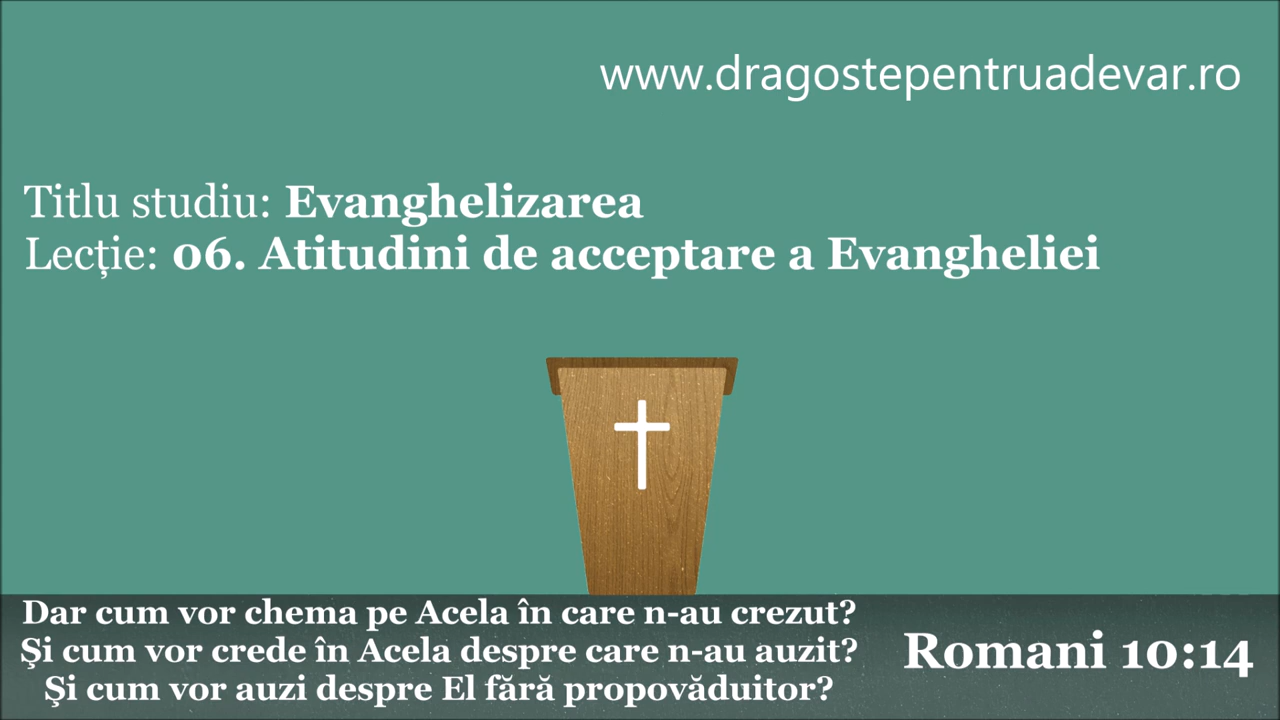 www.dragostepentruadevar.ro
Titlu studiu: Evanghelizarea
Lecție: 06. Atitudini de acceptare a Evangheliei
Dar cum vor chema pe Acela în care n-au crezut?
Şi cum vor crede în Acela despre care n-au auzit?
Şi cum vor auzi despre El fără propovăduitor?
Romani 10:14